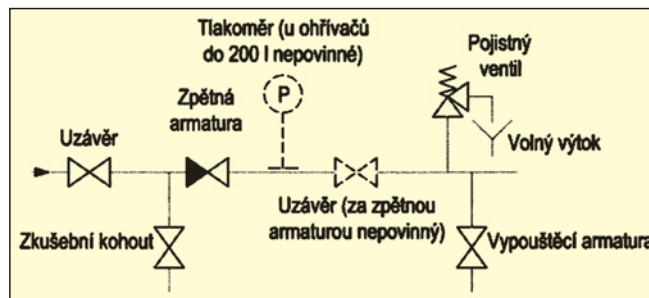 Tlakoměr (u ohřívačů
do 200 l nepovinné)
Pojistný
ventil
Zpětná
armatura
P
Uzávěr
Volný výtok
Uzávěr (za zpětnou
armaturou nepovinný)
Zkušební kohout
Vypouštěcí armatura